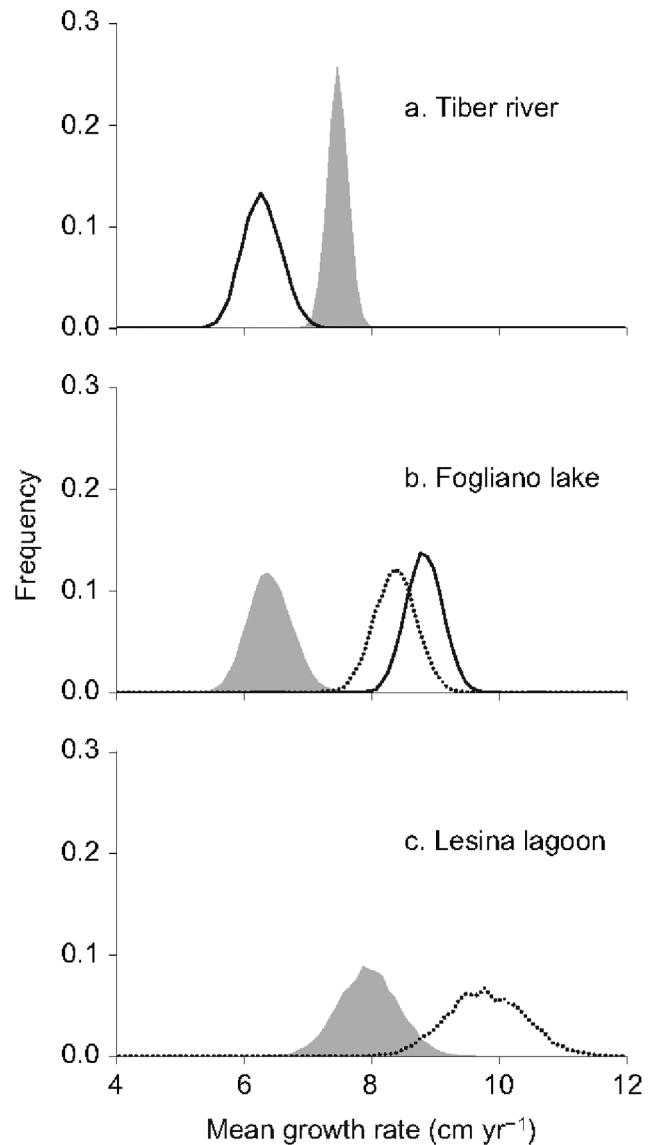 0.3
a. Tiber river
0.2
0.1
0.0
0.3
b. Fogliano lake
0.2
0.1
0.0
Frequency
0.3
c. Lesina lagoon
0.2
0.1
0.0
4 6 8 10 12
Mean growth rate (cm yr⁻¹)